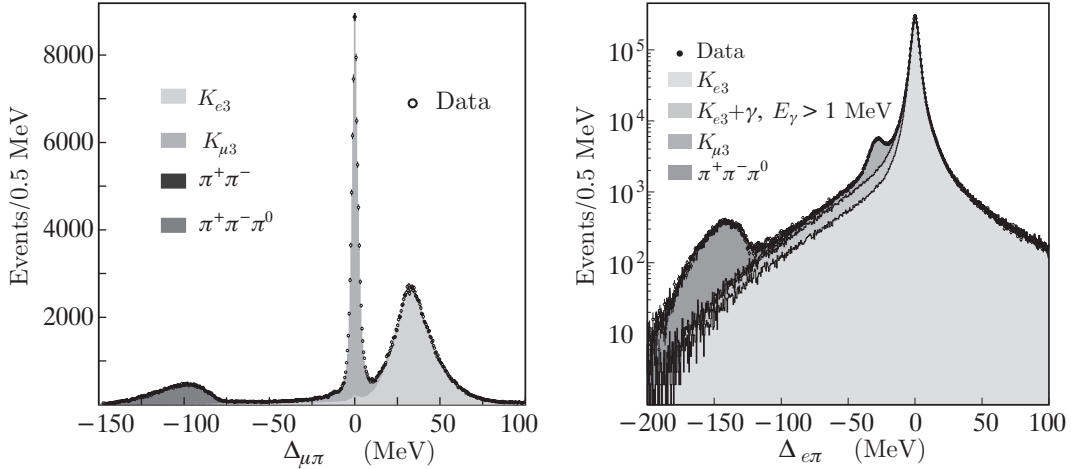 8000
6000
4000
2000
Events/0.5 MeV
K_{e3}
K_{μ3}
π⁺π⁻
π⁺π⁻π⁰
Data
−150 −100 −50 0 50 100
Δ_{μπ} (MeV)
10⁵
10⁴
10³
10²
10
Events/0.5 MeV
Data
K_{e3}
K_{e3}+γ, E_γ > 1 MeV
K_{μ3}
π⁺π⁻π⁰
−200 −150 −100 −50 0 50 100
Δ_{eπ} (MeV)